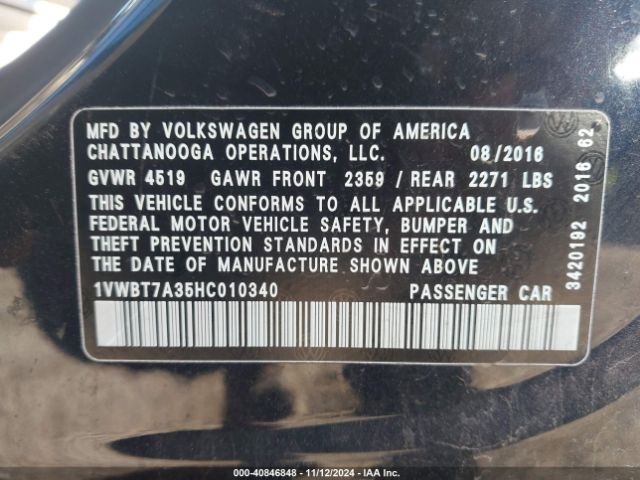 MFD BY VOLKSWAGEN GROUP OF AMERICA
CHATTANOOGA OPERATIONS, LLC. 08/2016
GVWR 4519 GAWR FRONT 2359 / REAR 2271 LBS
THIS VEHICLE CONFORMS TO ALL APPLICABLE U.S.
FEDERAL MOTOR VEHICLE SAFETY, BUMPER AND
THEFT PREVENTION STANDARDS IN EFFECT ON
THE DATE OF MANUFACTURE SHOWN ABOVE
1VWBT7A35HC010340 PASSENGER CAR
3420192 2016 62
000-40846848 - 11/12/2024 - IAA Inc.